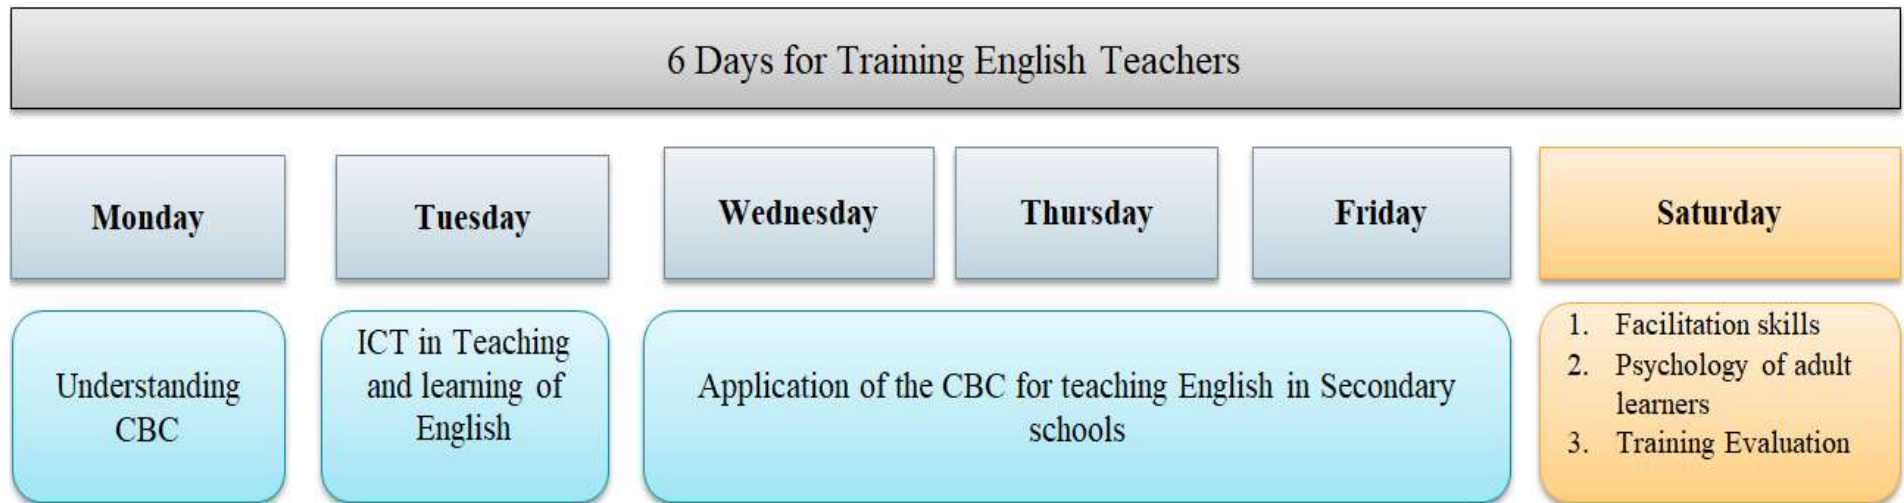 6 Days for Training English Teachers
Monday
Tuesday
Wednesday
Thursday
Friday
Saturday
Understanding
CBC
ICT in Teaching
and learning of
English
Application of the CBC for teaching English in Secondary
schools
1. Facilitation skills
2. Psychology of adult
learners
3. Training Evaluation